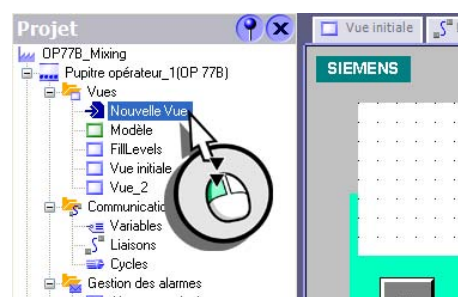 Projet
Vue initiale
OP77B_Mixing
Pupitre opérateur_1(OP 77B)
SIEMENS
Vues
Nouvelle Vue
Modèle
FillLevels
Vue initiale
Vue_2
Communicatio
Variables
Liaisons
Cycles
Gestion des alarmes